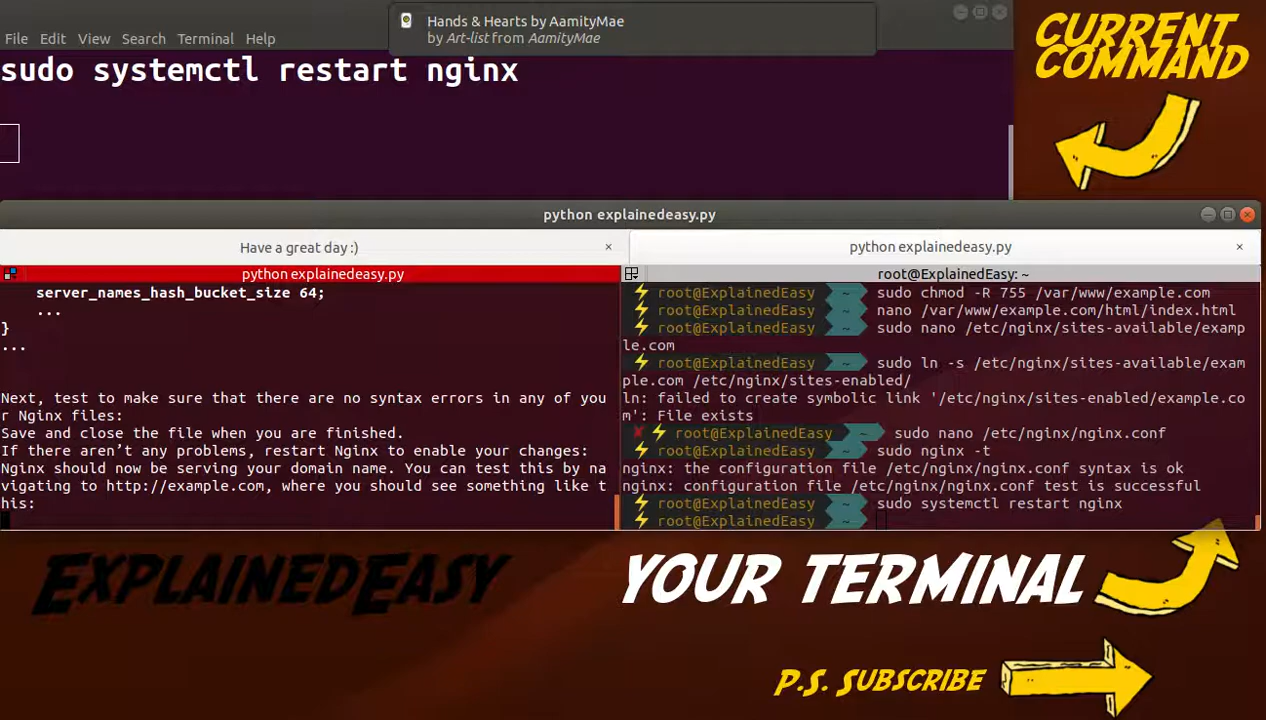 Hands & Hearts by AamityMae
by Art-list from AamityMae
File Edit View Search Terminal Help
sudo systemctl restart nginx
CURRENT
COMMAND
python explainedeasy.py
Have a great day :)
python explainedeasy.py
python explainedeasy.py
server_names_hash_bucket_size 64;
...
}
...
Next, test to make sure that there are no syntax errors in any of you
r Nginx files:
Save and close the file when you are finished.
If there aren't any problems, restart Nginx to enable your changes:
Nginx should now be serving your domain name. You can test this by na
vigating to http://example.com, where you should see something like t
his:
root@ExplainedEasy: ~
root@ExplainedEasy ~ sudo chmod -R 755 /var/www/example.com
root@ExplainedEasy ~ nano /var/www/example.com/html/index.html
root@ExplainedEasy ~ sudo nano /etc/nginx/sites-available/examp
le.com
root@ExplainedEasy ~ sudo ln -s /etc/nginx/sites-available/exam
ple.com /etc/nginx/sites-enabled/
ln: failed to create symbolic link '/etc/nginx/sites-enabled/example.co
m': File exists
root@ExplainedEasy ~ sudo nano /etc/nginx/nginx.conf
root@ExplainedEasy ~ sudo nginx -t
nginx: the configuration file /etc/nginx/nginx.conf syntax is ok
nginx: configuration file /etc/nginx/nginx.conf test is successful
root@ExplainedEasy ~ sudo systemctl restart nginx
root@ExplainedEasy ~
EXPLAINEDEASY
YOUR TERMINAL
P.S. SUBSCRIBE